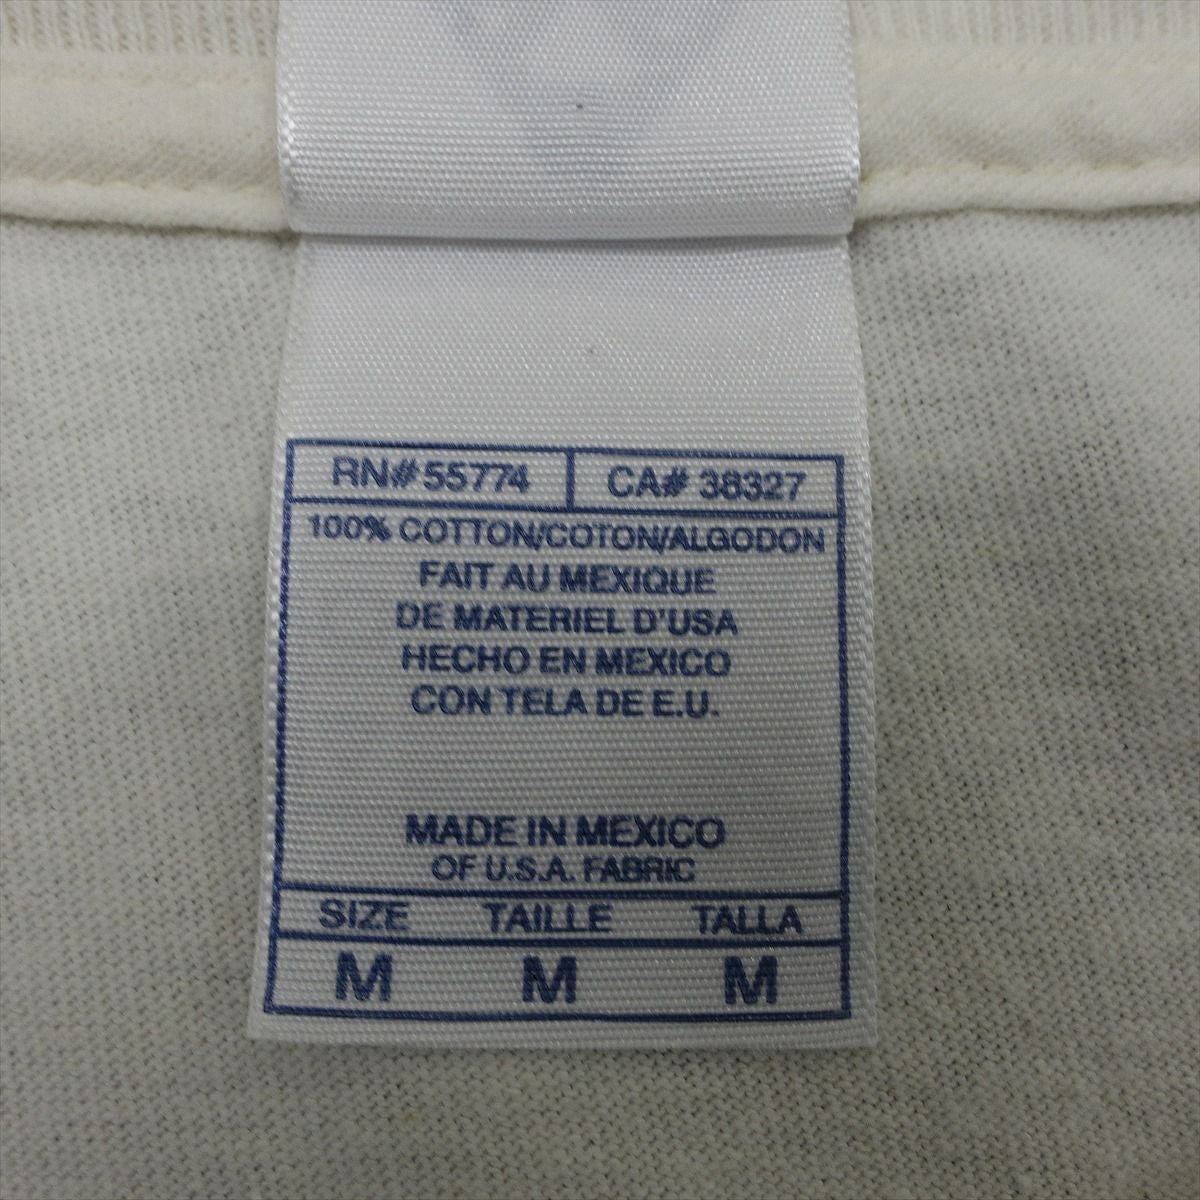 RN# 55774 CA# 38327
100% COTTON/COTON/ALGODON
FAIT AU MEXIQUE
DE MATERIEL D'USA
HECHO EN MEXICO
CON TELA DE E.U.
MADE IN MEXICO
OF U.S.A. FABRIC
SIZE TAILLE TALLA
M M M